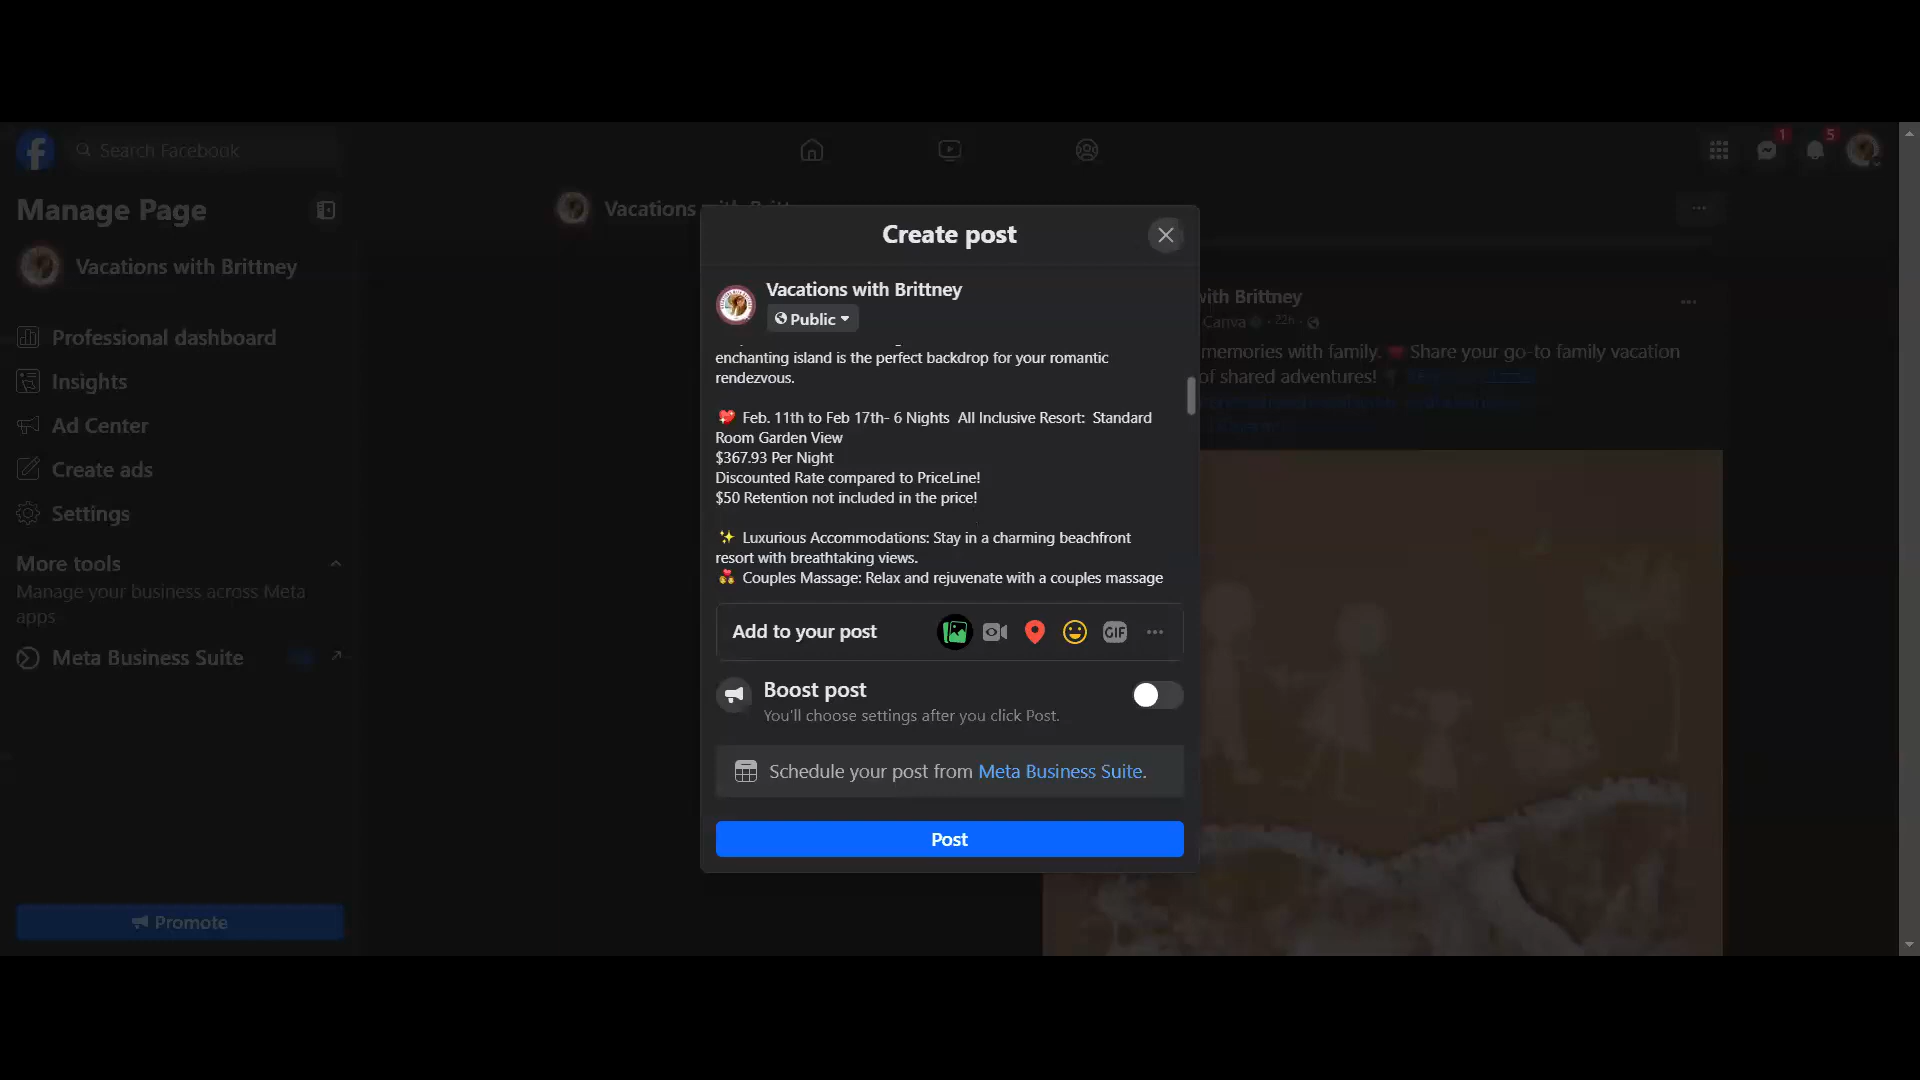 Search Facebook
1
5
Manage Page
Vacations with Britt
Vacations with Brittney
Professional dashboard
Insights
Ad Center
Create ads
Settings
More tools
Manage your business across Meta
apps
Meta Business Suite
Promote
Create post
Vacations with Brittney
Public
enchanting island is the perfect backdrop for your romantic
rendezvous.
💖 Feb. 11th to Feb 17th- 6 Nights All Inclusive Resort: Standard
Room Garden View
$367.93 Per Night
Discounted Rate compared to PriceLine!
$50 Retention not included in the price!
✨ Luxurious Accommodations: Stay in a charming beachfront
resort with breathtaking views.
💑 Couples Massage: Relax and rejuvenate with a couples massage
Add to your post
GIF
Boost post
You'll choose settings after you click Post.
Schedule your post from Meta Business Suite.
Post
with Brittney
Canva · 22h ·
memories with family. ❤️ Share your go-to family vacation
of shared adventures!